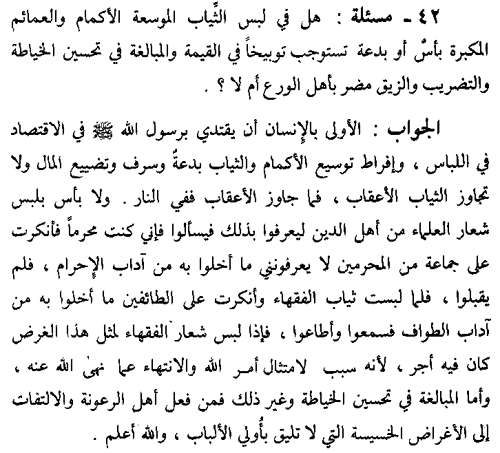 ٤٢ - مسئلة : هل في لبس الثِّياب الموسعة الأكمام والعمائم
المكبرة بأسٌ أو بدعة تستوجب توبيخاً في القيمة والمبالغة في تحسين الخياطة
والتضريب والزيق مضر بأهل الورع أم لا ؟ .
الجواب : الأولى بالإنسان أن يقتدي برسول الله ﷺ في الاقتصاد
في اللباس ، وإفراط توسيع الأكمام والثياب بدعةٌ وسرف وتضييع المال ولا
تجاوز الثياب الأعقاب ، فما جاوز الأعقاب ففي النار . ولا بأس بلبس
شعار العلماء من أهل الدين ليعرفوا بذلك فيسألوا فإني كنت محرماً فأنكرت
على جماعة من المحرمين لا يعرفونني ما أخلوا به من آداب الإحرام ، فلم
يقبلوا ، فلما لبست ثياب الفقهاء وأنكرت على الطائفين ما أخلوا به من
آداب الطواف فسمعوا وأطاعوا ، فإذا لبس شعار الفقهاء لمثل هذا الغرض
كان فيه أجر ، لأنه سبب لامتثال أمر الله والانتهاء عما نهىٰ الله عنه ،
وأما المبالغة في تحسين الخياطة وغير ذلك فمن فعل أهل الرعونة والالتفات
إلى الأغراض الخسيسة التي لا تليق بأُولي الألباب ، والله أعلم .